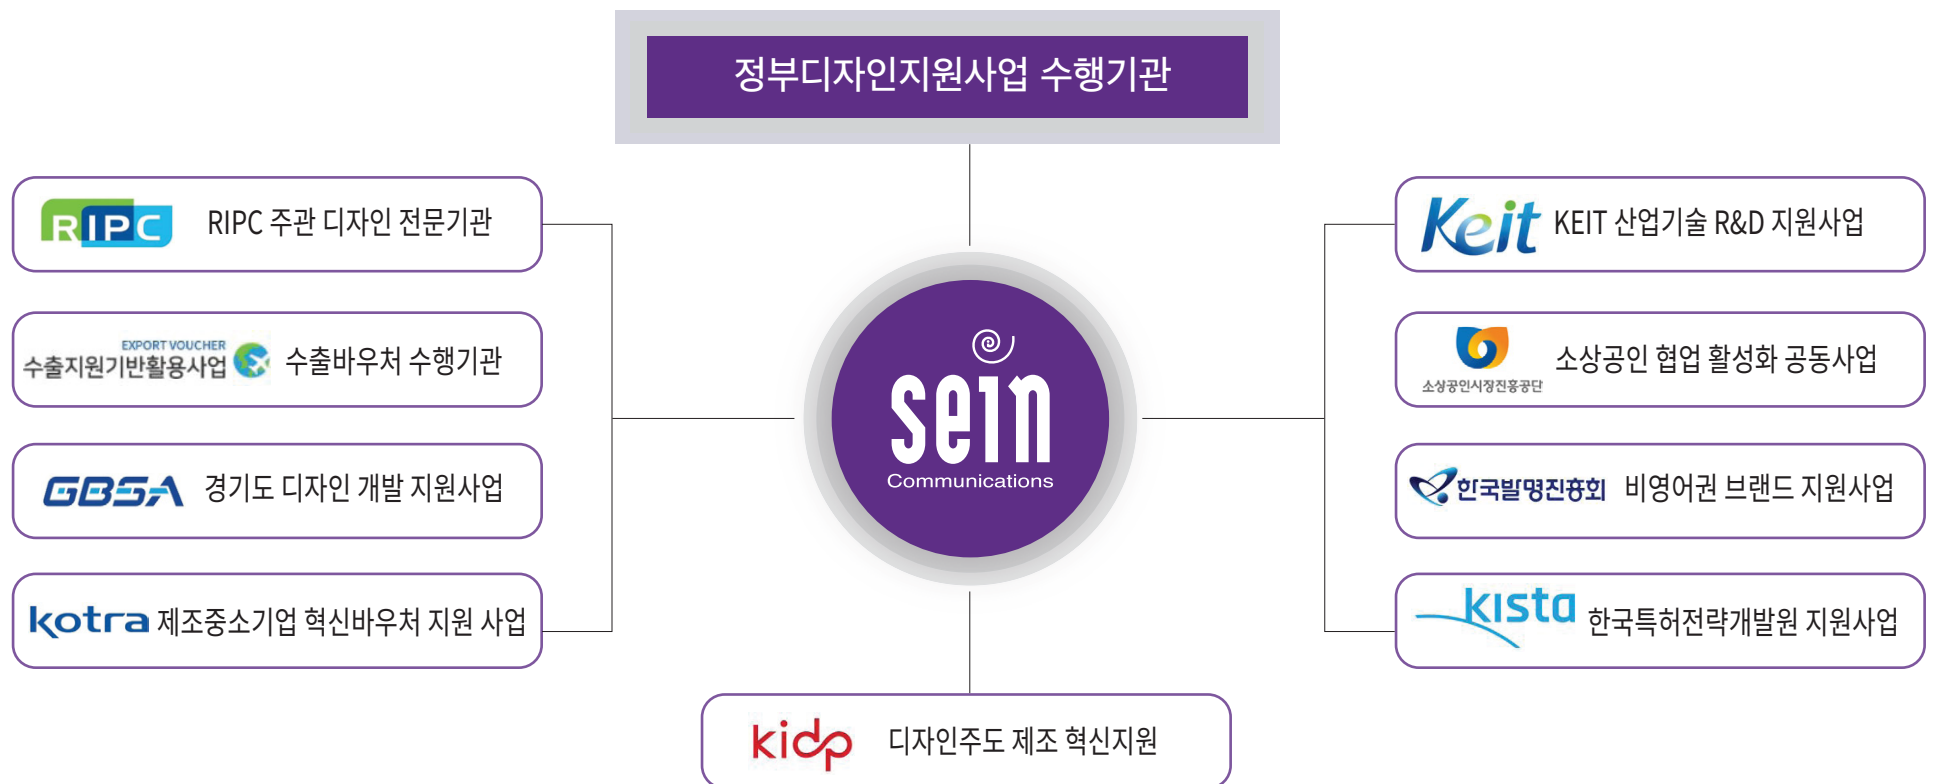 정부디자인지원사업 수행기관
RIPC RIPC 주관 디자인 전문기관
EXPORT VOUCHER
수출지원기반활용사업 수출바우처 수행기관
GBSA 경기도 디자인 개발 지원사업
kotra 제조중소기업 혁신바우처 지원 사업
sein
Communications
Keit KEIT 산업기술 R&D 지원사업
소상공인 협업 활성화 공동사업
소상공인시장진흥공단
한국발명진흥회 비영어권 브랜드 지원사업
kista 한국특허전략개발원 지원사업
kidp 디자인주도 제조 혁신지원